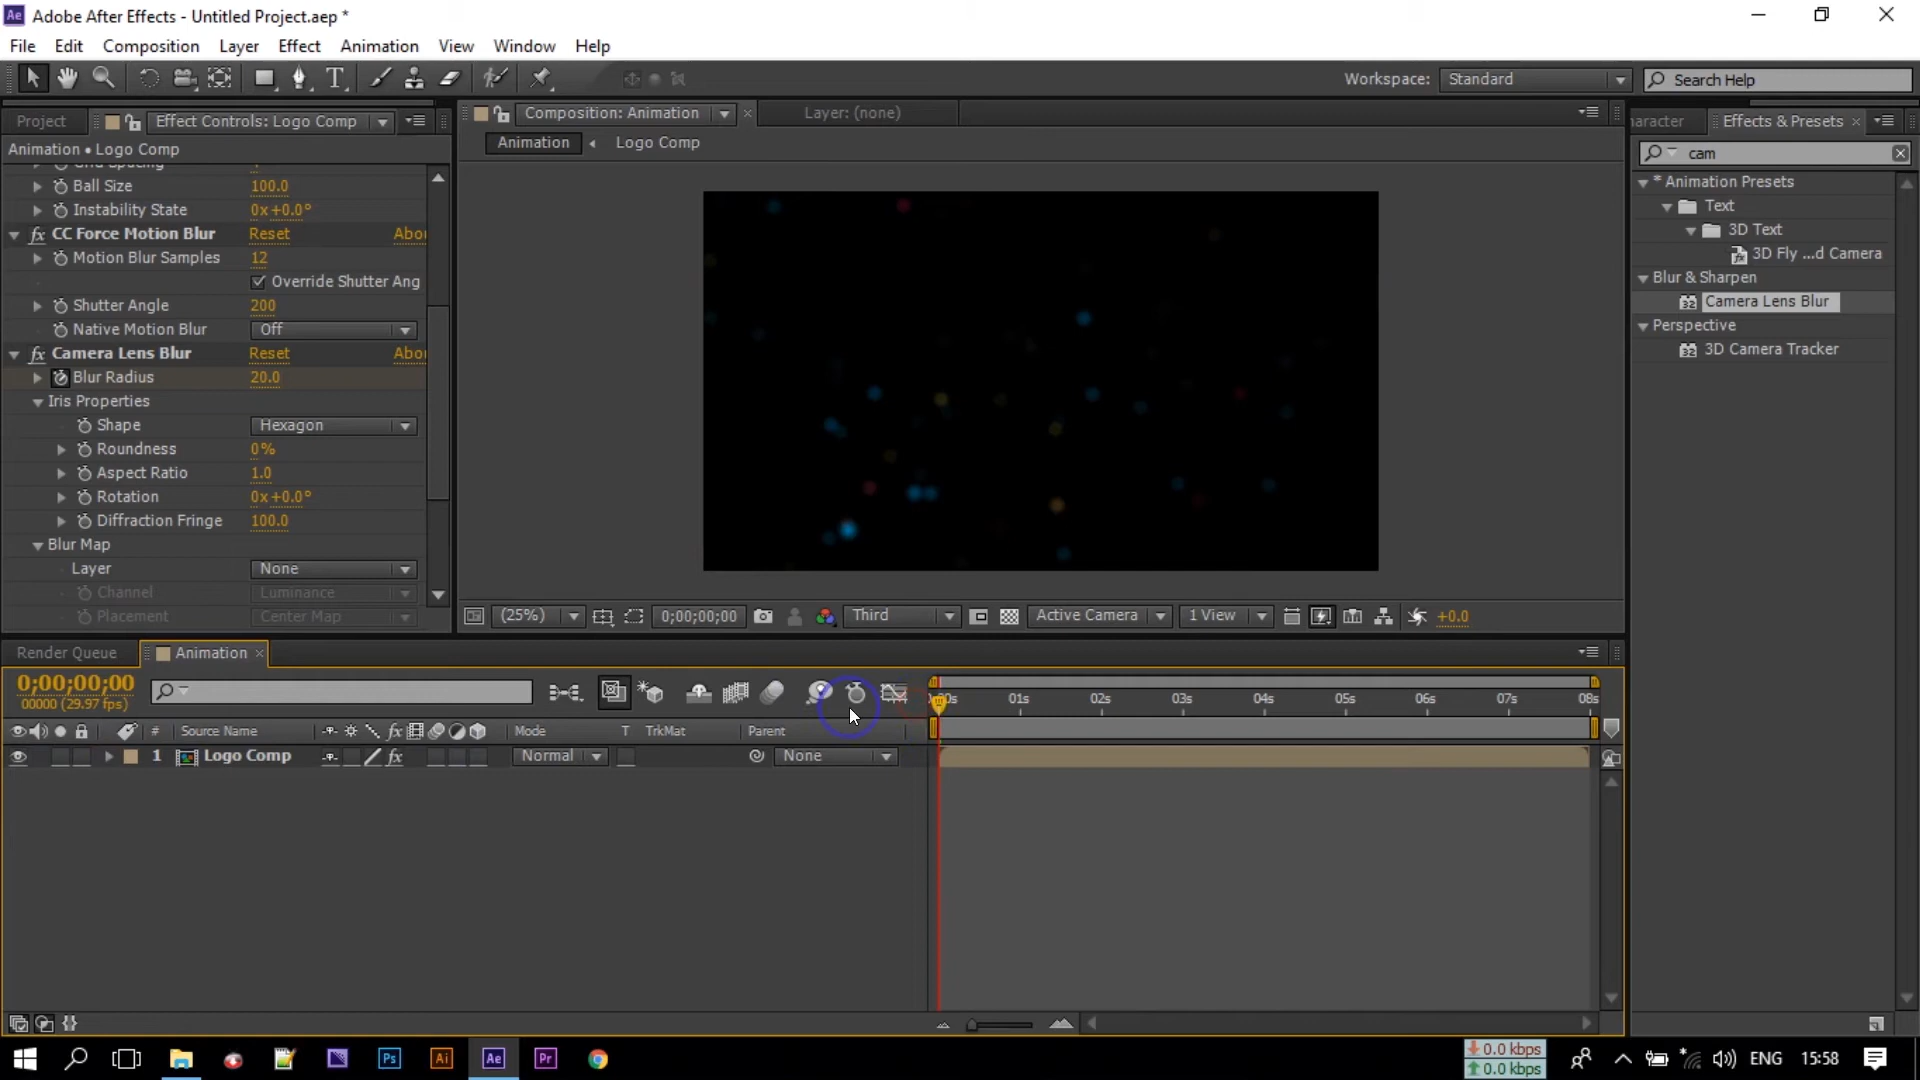 Adobe After Effects - Untitled Project.aep *
File Edit Composition Layer Effect Animation View Window Help
Workspace: Standard
Search Help
Project
Effect Controls: Logo Comp
Composition: Animation
Layer: (none)
Effects & Presets
Animation • Logo Comp
Animation
Logo Comp
cam
Ball Size 100.0
Instability State 0x+0.0°
CC Force Motion Blur Reset
Motion Blur Samples 12
Override Shutter Ang
Shutter Angle 200
Native Motion Blur Off
Camera Lens Blur Reset
Blur Radius 20.0
Iris Properties
Shape Hexagon
Roundness 0%
Aspect Ratio 1.0
Rotation 0x+0.0°
Diffraction Fringe 100.0
Blur Map
Layer None
Channel Luminance
Placement Center Map
* Animation Presets
Text
3D Text
3D Fly ...d Camera
Blur & Sharpen
Camera Lens Blur
Perspective
3D Camera Tracker
(25%) 0;00;00;00 Third Active Camera 1 View +0.0
Render Queue
Animation
0;00;00;00
00000 (29.97 fps)
01s 02s 03s 04s 05s 06s 07s 08s
# Source Name Mode T TrkMat Parent
1 Logo Comp Normal None
Ps Ai Ae Pr
0.0 kbps
0.0 kbps
ENG 15:58